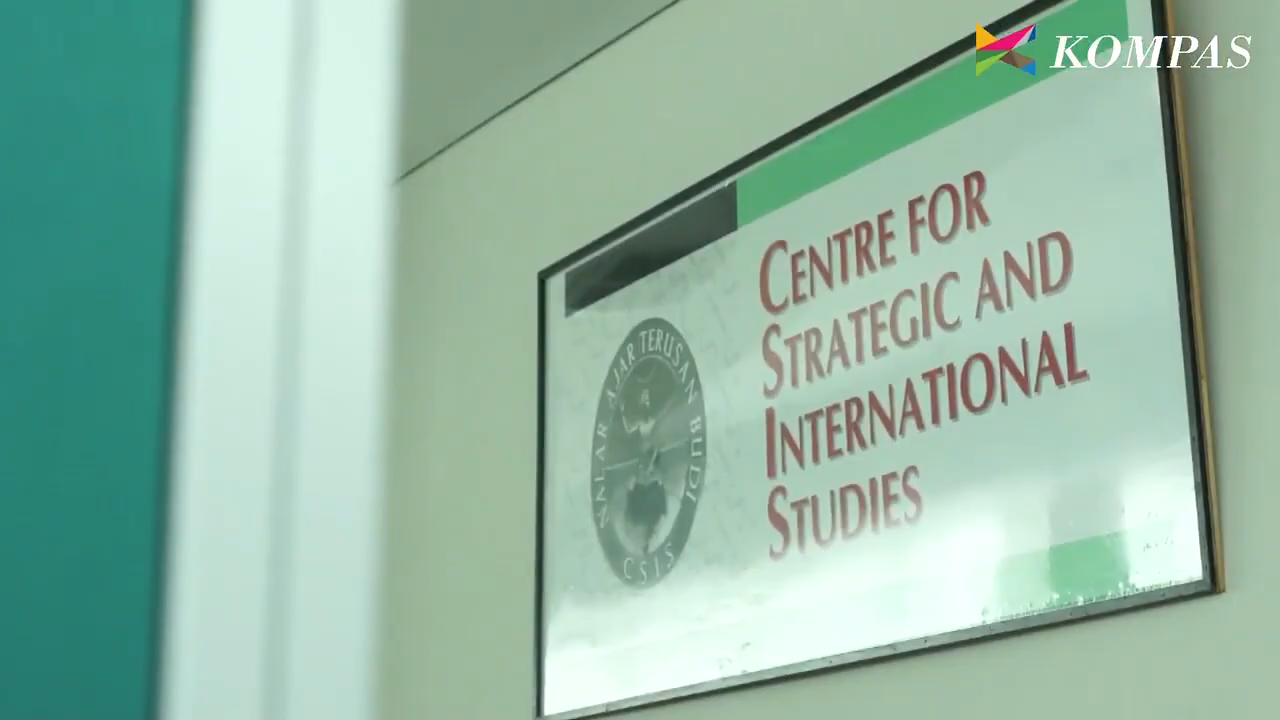 KOMPAS
CENTRE FOR
STRATEGIC AND
INTERNATIONAL
STUDIES
NALAR AJAR TERUSAN BUDI
CSIS